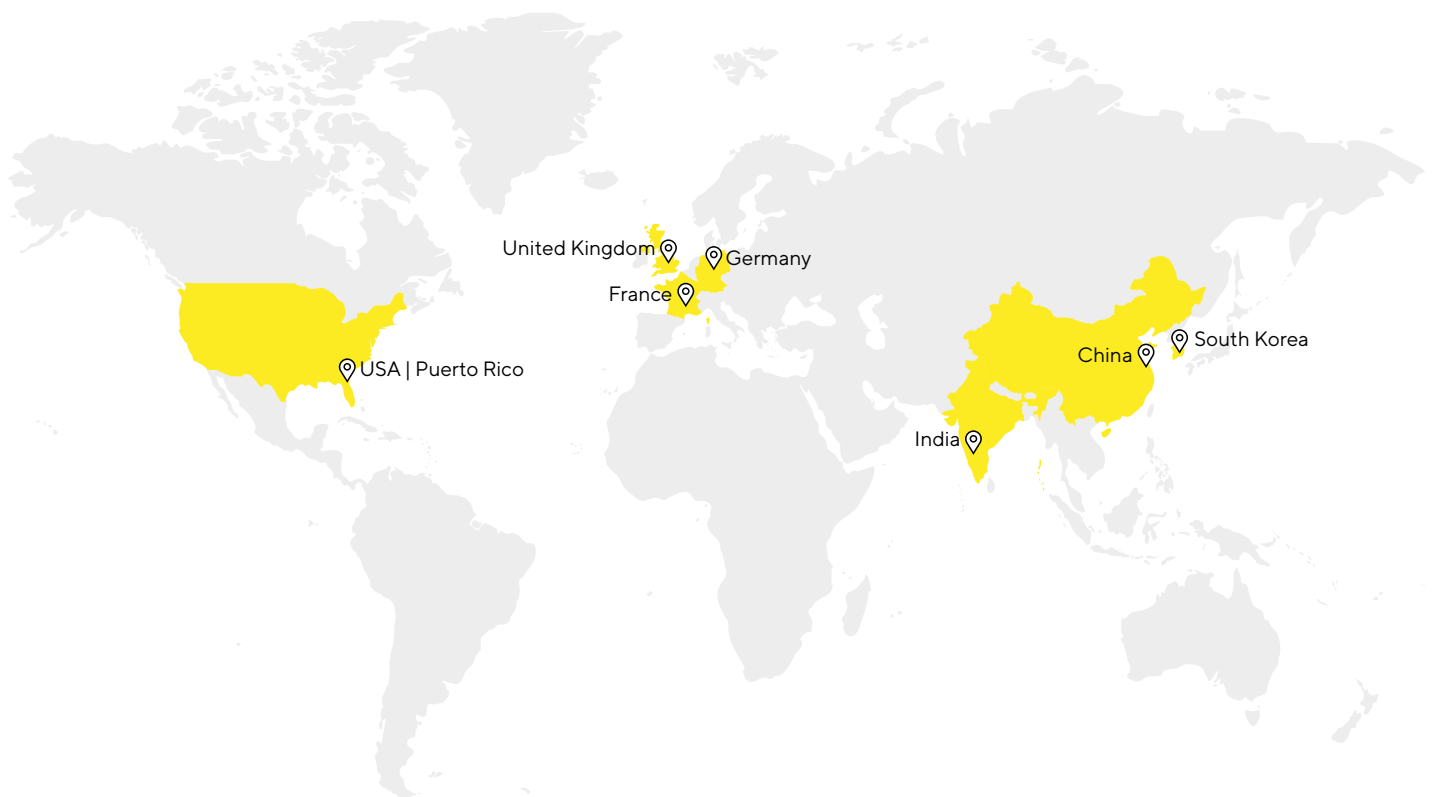 United Kingdom
Germany
France
South Korea
China
USA | Puerto Rico
India